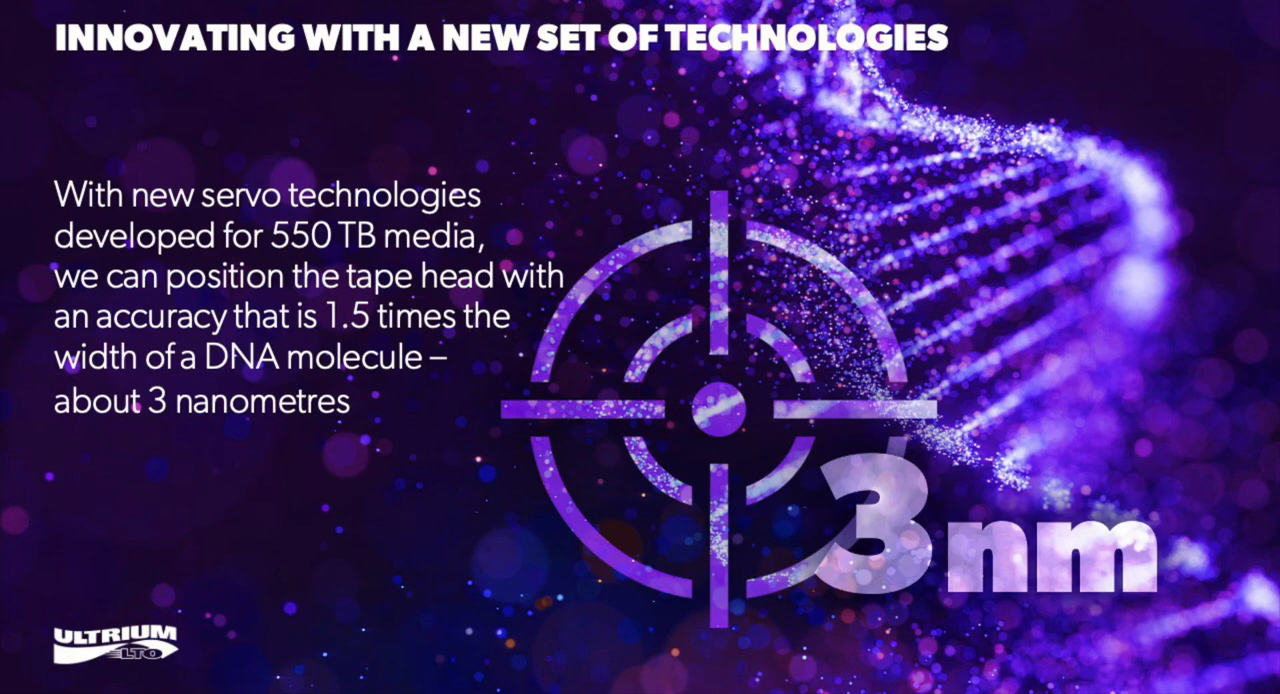 INNOVATING WITH A NEW SET OF TECHNOLOGIES
With new servo technologies
developed for 550 TB media,
we can position the tape head with
an accuracy that is 1.5 times the
width of a DNA molecule –
about 3 nanometres
3nm
ULTRIUM
LTO